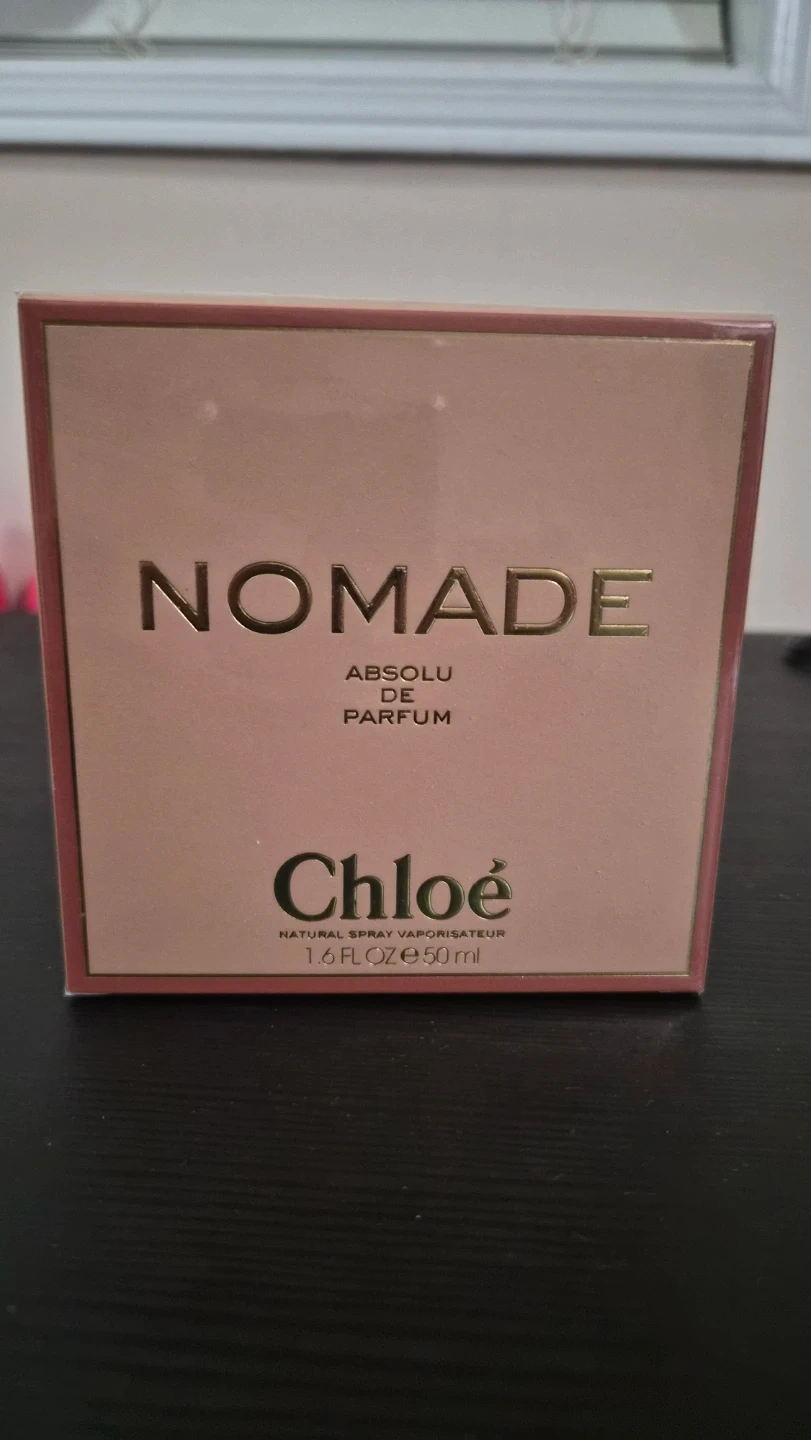 NOMADE
ABSOLU
DE
PARFUM
Chloé
NATURAL SPRAY VAPORISATEUR
1.6 FL OZ ℮ 50 ml